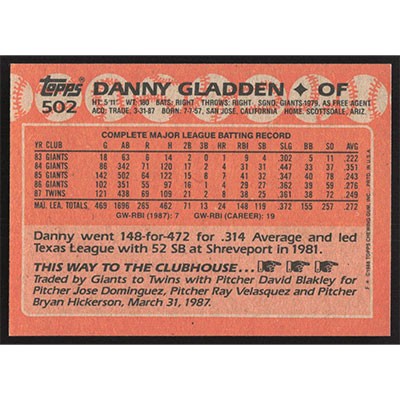 topps
502
DANNY GLADDEN ✦ OF
HT: 5'11" WT: 180 BATS: RIGHT THROWS: RIGHT SGND: GIANTS-1979, AS FREE AGENT
ACQ: TRADE, 3-31-87 BORN: 7-7-57, SAN JOSE, CALIFORNIA HOME: SCOTTSDALE, ARIZ.
COMPLETE MAJOR LEAGUE BATTING RECORD
YR CLUB G AB R H 2B 3B HR RBI SB SLG BB SO AVG
83 GIANTS 18 63 6 14 2 0 1 9 4 .302 5 11 .222
84 GIANTS 86 342 71 120 14 2 4 31 31 .447 33 37 .351
85 GIANTS 142 502 64 122 15 8 7 41 32 .347 40 78 .243
86 GIANTS 102 351 55 97 16 1 4 29 27 .361 39 59 .276
87 TWINS 121 438 69 109 21 2 8 38 25 .361 38 72 .249
MAJ. LEA. TOTALS 469 1696 265 462 68 13 24 148 119 155 257 .272
GW-RBI (1987): 7 GW-RBI (CAREER): 19
Danny went 148-for-472 for .314 Average and led
Texas League with 52 SB at Shreveport in 1981.
THIS WAY TO THE CLUBHOUSE...
Traded by Giants to Twins with Pitcher David Blakley for
Pitcher Jose Dominguez, Pitcher Ray Velasquez and Pitcher
Bryan Hickerson, March 31, 1987.
©1988 TOPPS CHEWING GUM, INC. PRTD. IN U.S.A.